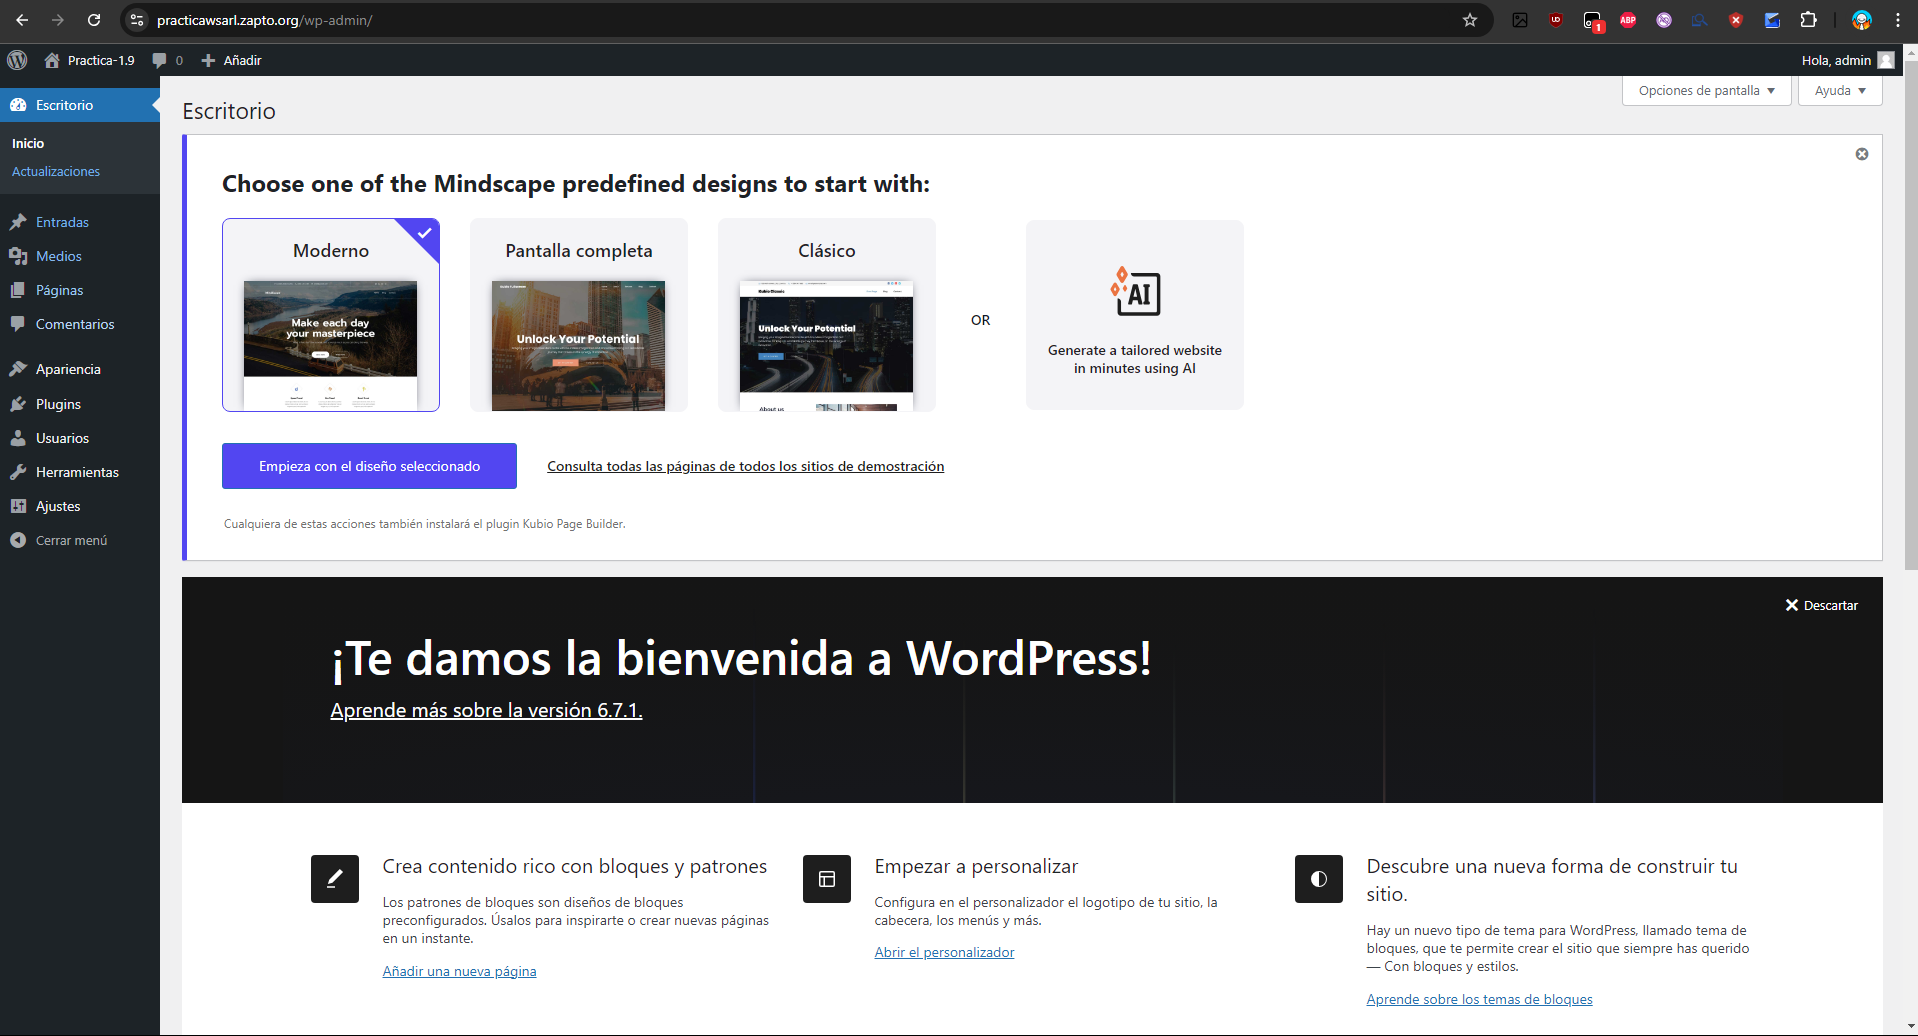 practicawsarl.zapto.org/wp-admin/
1
ABP
Practica-1.9
0
Añadir
Hola, admin
Escritorio
Inicio
Actualizaciones
Entradas
Medios
Páginas
Comentarios
Apariencia
Plugins
Usuarios
Herramientas
Ajustes
Cerrar menú
Opciones de pantalla
Ayuda
Escritorio
Choose one of the Mindscape predefined designs to start with:
Moderno
Make each day
your masterpiece
Pantalla completa
Unlock Your Potential
Clásico
Kubio Classic
Unlock Your Potential
About us
OR
AI
Generate a tailored website
in minutes using AI
Empieza con el diseño seleccionado
Consulta todas las páginas de todos los sitios de demostración
Cualquiera de estas acciones también instalará el plugin Kubio Page Builder.
Descartar
¡Te damos la bienvenida a WordPress!
Aprende más sobre la versión 6.7.1.
Crea contenido rico con bloques y patrones
Los patrones de bloques son diseños de bloques
preconfigurados. Úsalos para inspirarte o crear nuevas páginas
en un instante.
Añadir una nueva página
Empezar a personalizar
Configura en el personalizador el logotipo de tu sitio, la
cabecera, los menús y más.
Abrir el personalizador
Descubre una nueva forma de construir tu
sitio.
Hay un nuevo tipo de tema para WordPress, llamado tema de
bloques, que te permite crear el sitio que siempre has querido
— Con bloques y estilos.
Aprende sobre los temas de bloques